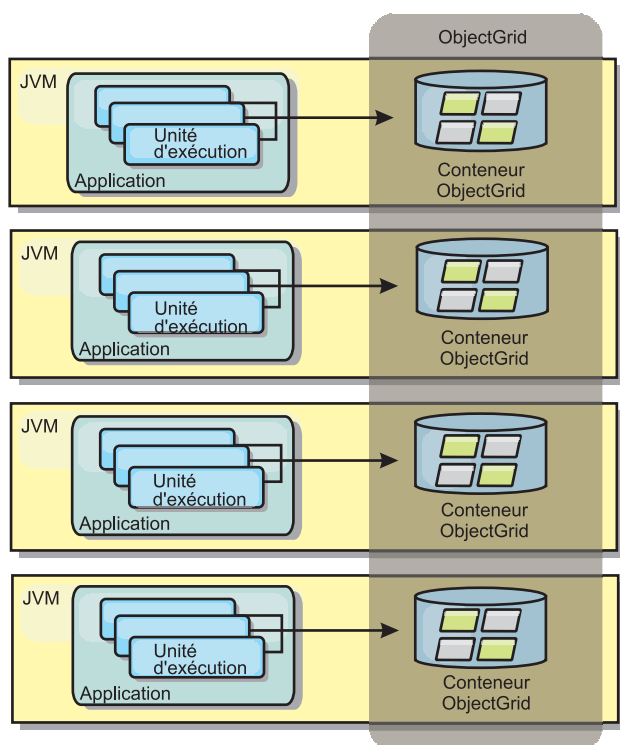 ObjectGrid
JVM
Unité
d'exécution
Application
Conteneur
ObjectGrid
JVM
Unité
d'exécution
Application
Conteneur
ObjectGrid
JVM
Unité
d'exécution
Application
Conteneur
ObjectGrid
JVM
Unité
d'exécution
Application
Conteneur
ObjectGrid